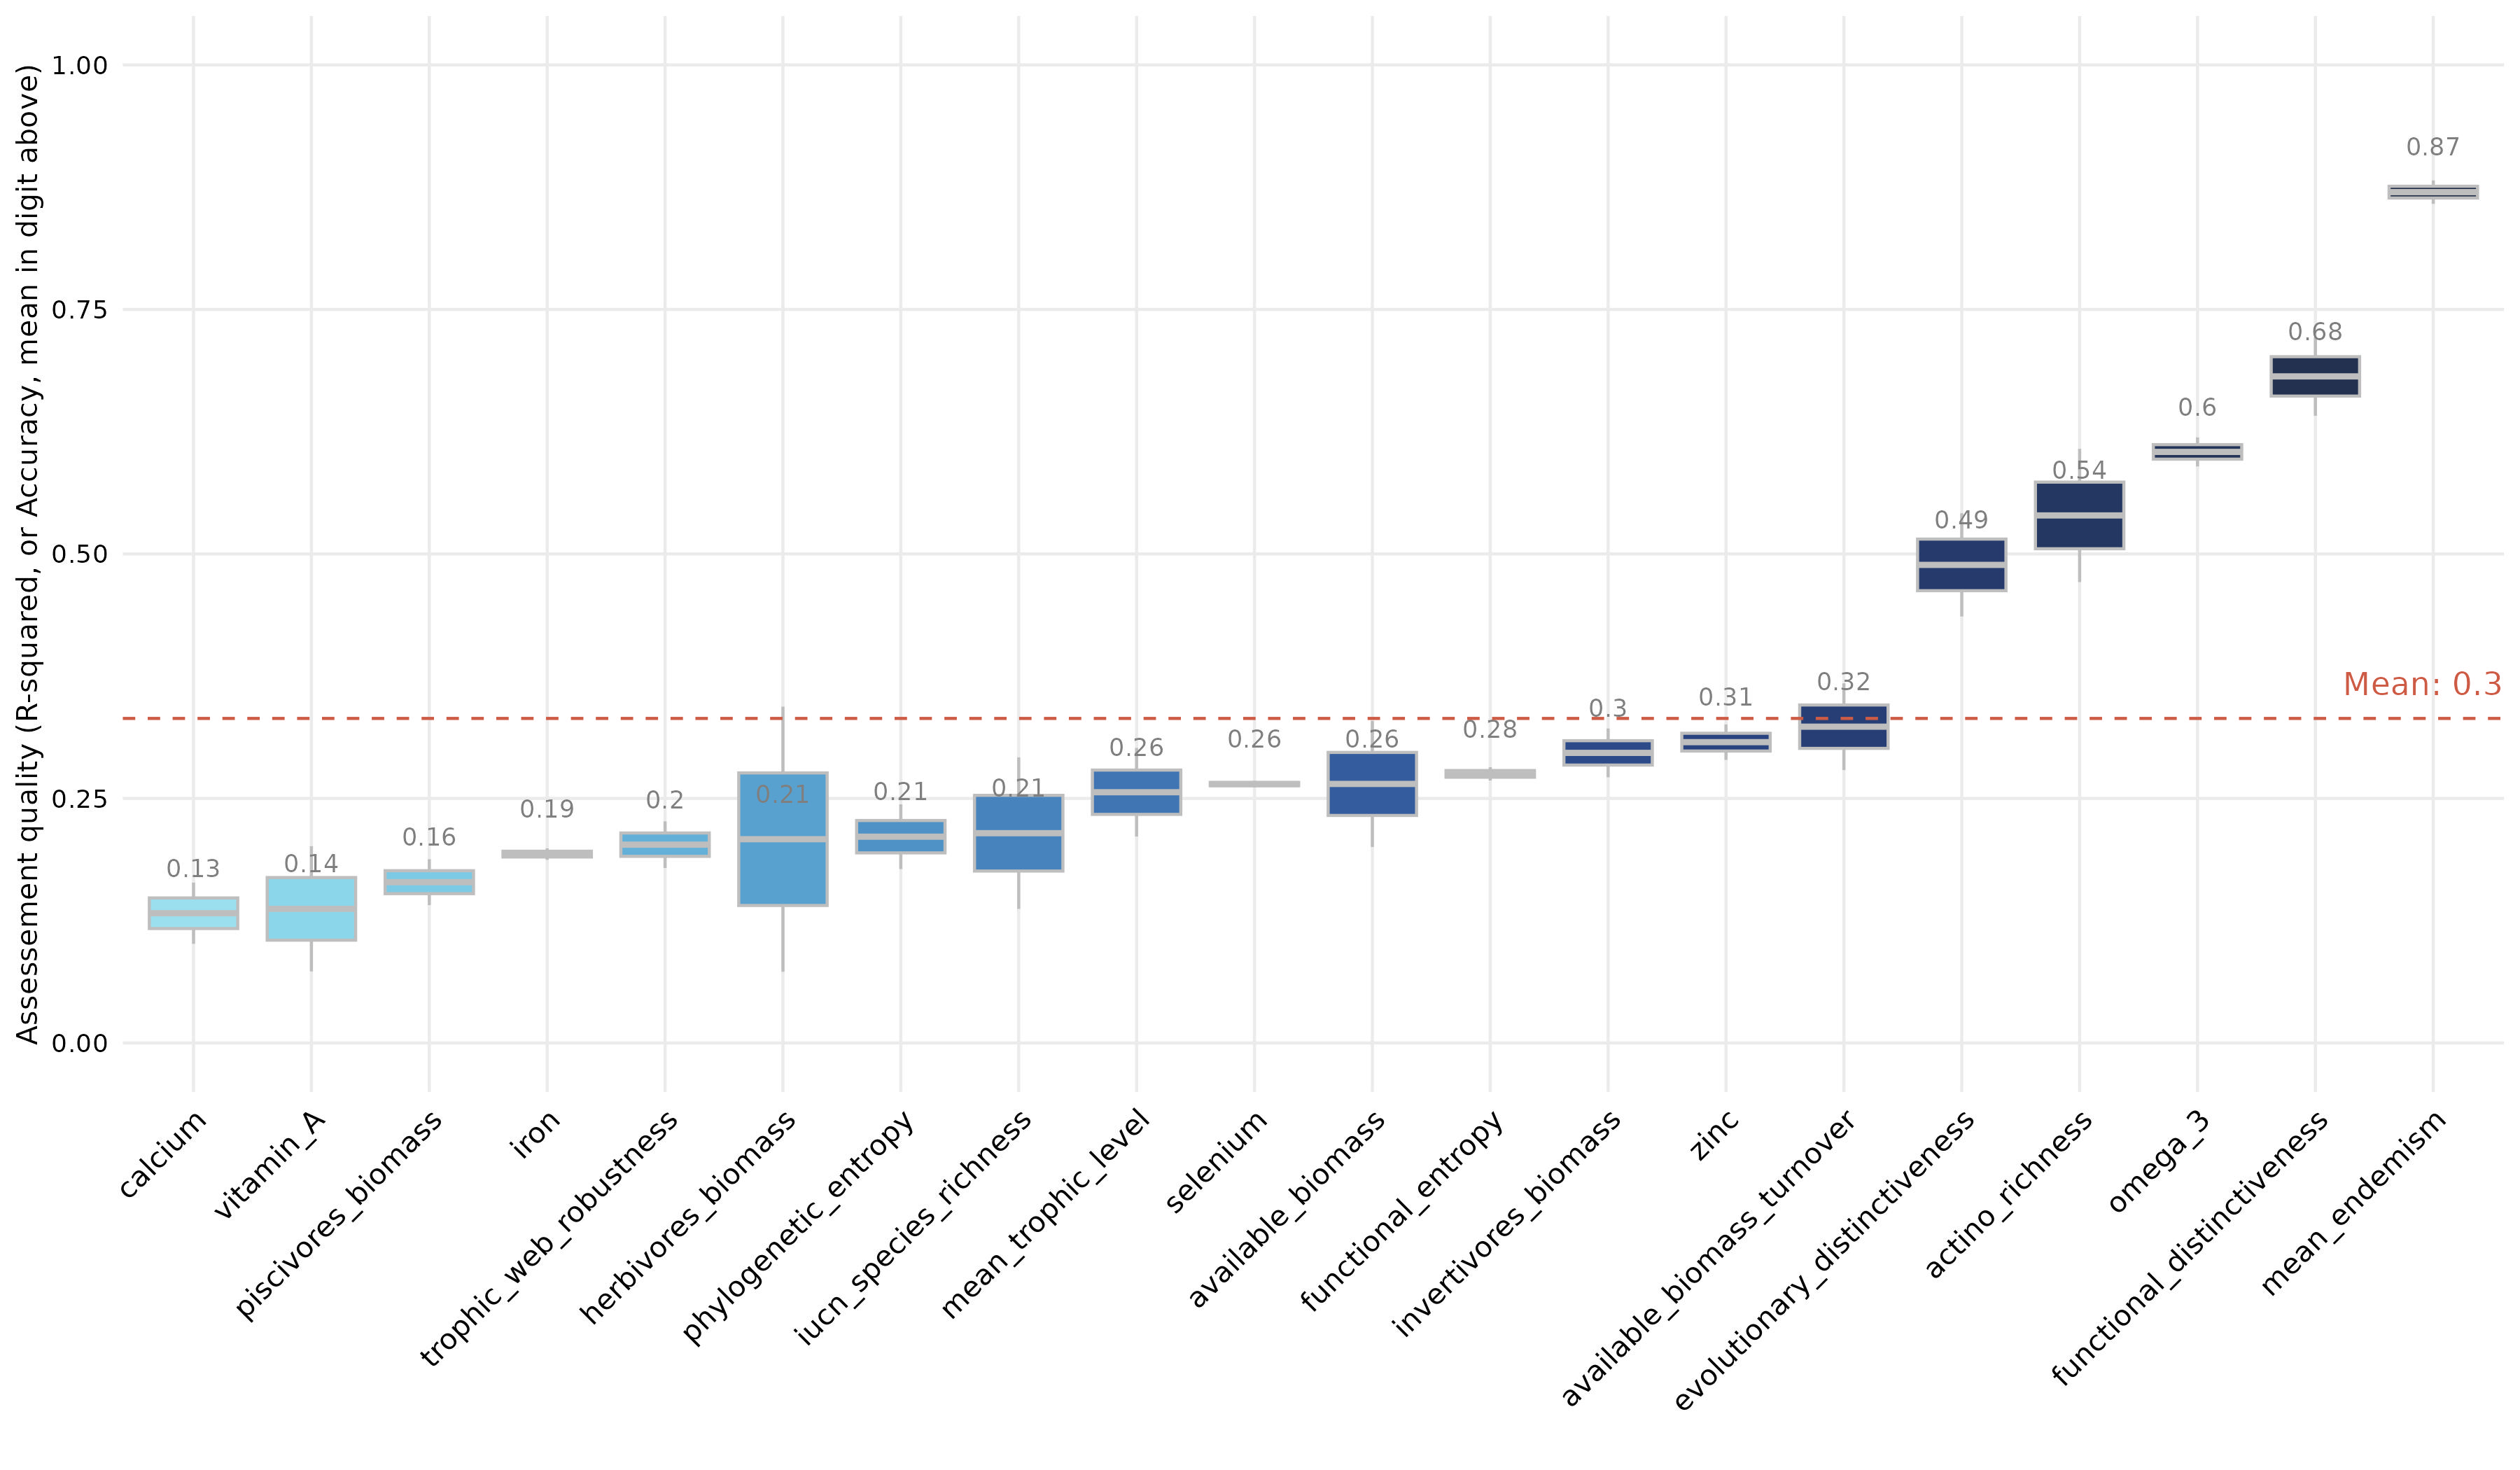 Assessement quality (R-squared, or Accuracy, mean in digit above)
1.00
0.75
0.50
0.25
0.00
0.13
0.14
0.16
0.19
0.2
0.21
0.21
0.21
0.26
0.26
0.26
0.28
0.3
0.31
0.32
0.49
0.54
0.6
0.68
0.87
Mean: 0.3
calcium
vitamin_A
piscivores_biomass
iron
trophic_web_robustness
herbivores_biomass
phylogenetic_entropy
iucn_species_richness
mean_trophic_level
selenium
available_biomass
functional_entropy
invertivores_biomass
zinc
available_biomass_turnover
evolutionary_distinctiveness
actino_richness
omega_3
functional_distinctiveness
mean_endemism